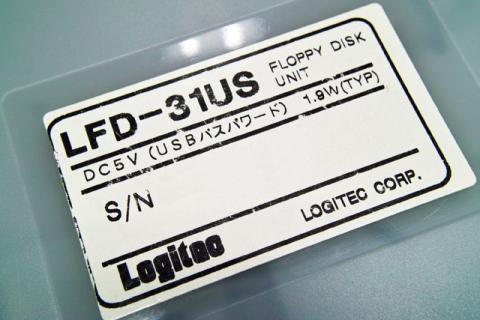 LFD-31US FLOPPY DISK
UNIT
DC5V (USBバスパワード) 1.9W(TYP)
S/N
Logitec LOGITEC CORP.